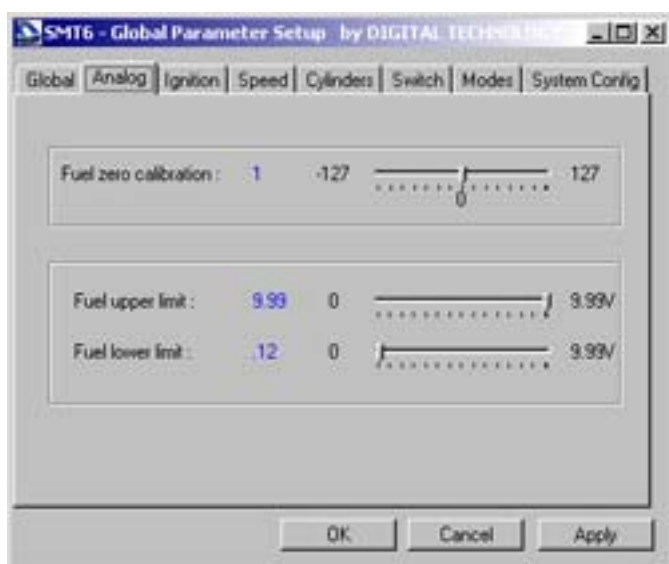 SMT6 - Global Parameter Setup by DIGITAL TECHNOLOGY
Global Analog Ignition Speed Cylinders Switch Modes System Config
Fuel zero calibration : 1 -127 127
0
Fuel upper limit : 9.99 0 9.99V
Fuel lower limit : .12 0 9.99V
OK Cancel Apply